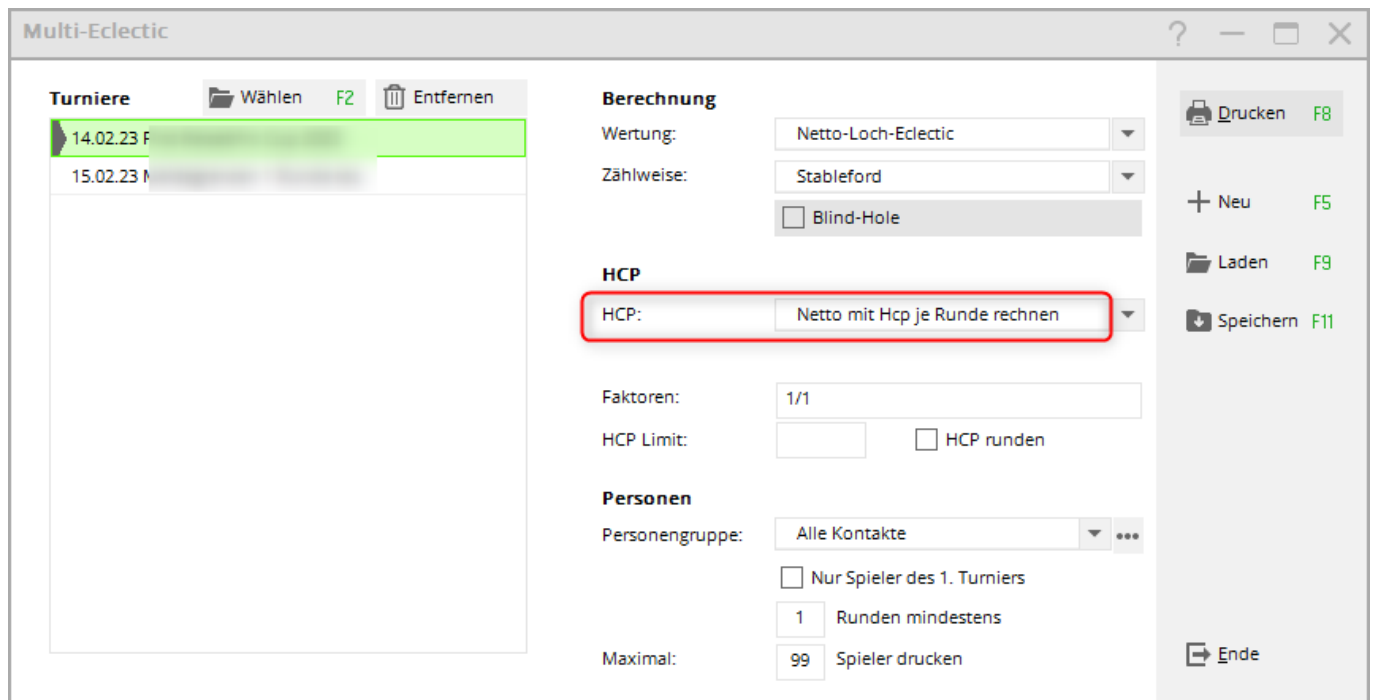 Multi-Eclectic
Turniere Wählen F2 Entfernen
14.02.23
15.02.23
Berechnung
Wertung: Netto-Loch-Eclectic
Zählweise: Stableford
Blind-Hole
HCP
HCP: Netto mit Hcp je Runde rechnen
Faktoren: 1/1
HCP Limit: HCP runden
Personen
Personengruppe: Alle Kontakte
Nur Spieler des 1. Turniers
1 Runden mindestens
Maximal: 99 Spieler drucken
Drucken F8
Neu F5
Laden F9
Speichern F11
Ende